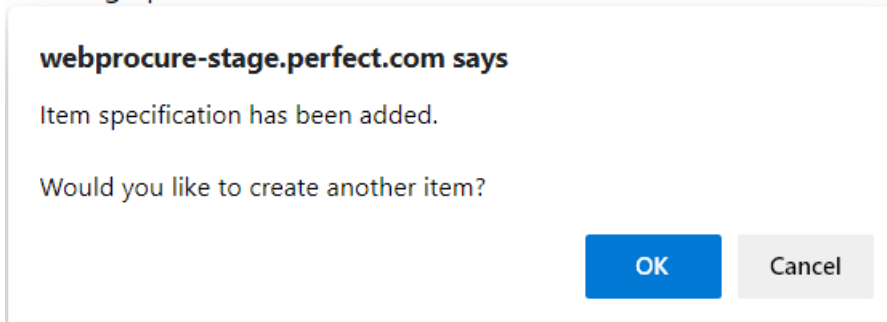 webprocure-stage.perfect.com says
Item specification has been added.
Would you like to create another item?
OK
Cancel